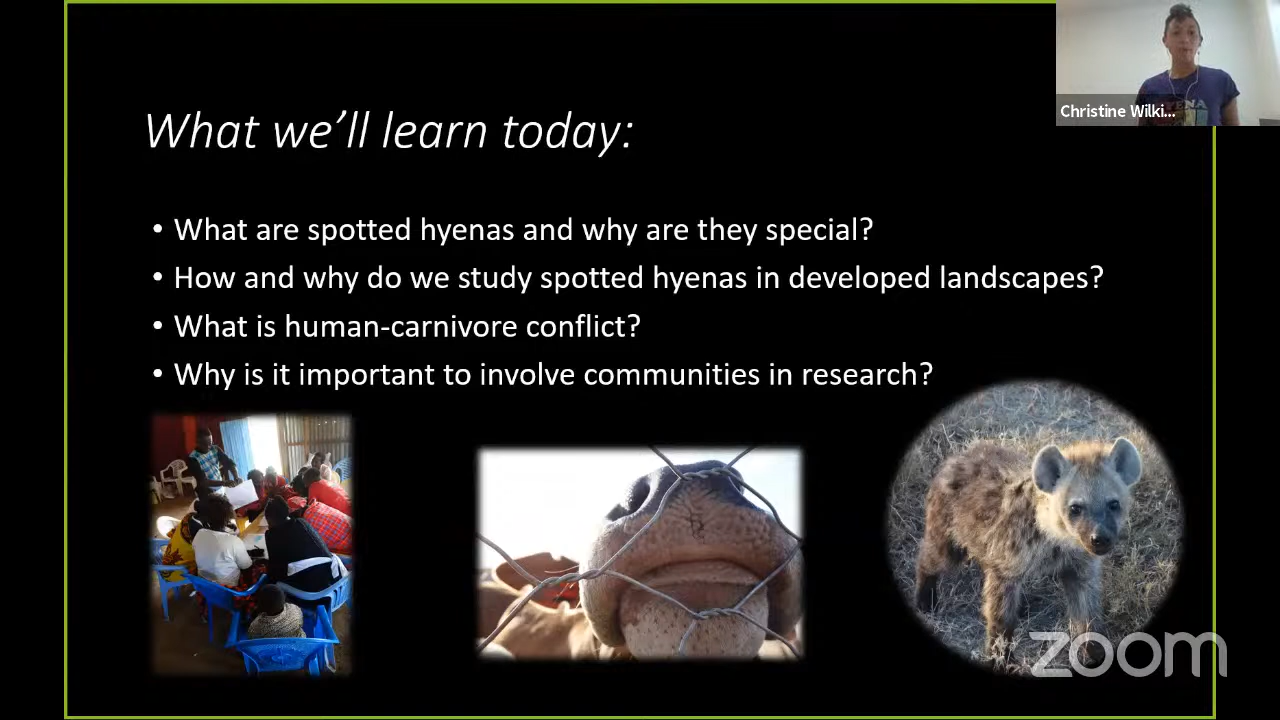 What we'll learn today:
• What are spotted hyenas and why are they special?
• How and why do we study spotted hyenas in developed landscapes?
• What is human-carnivore conflict?
• Why is it important to involve communities in research?
Christine Wilki...
zoom